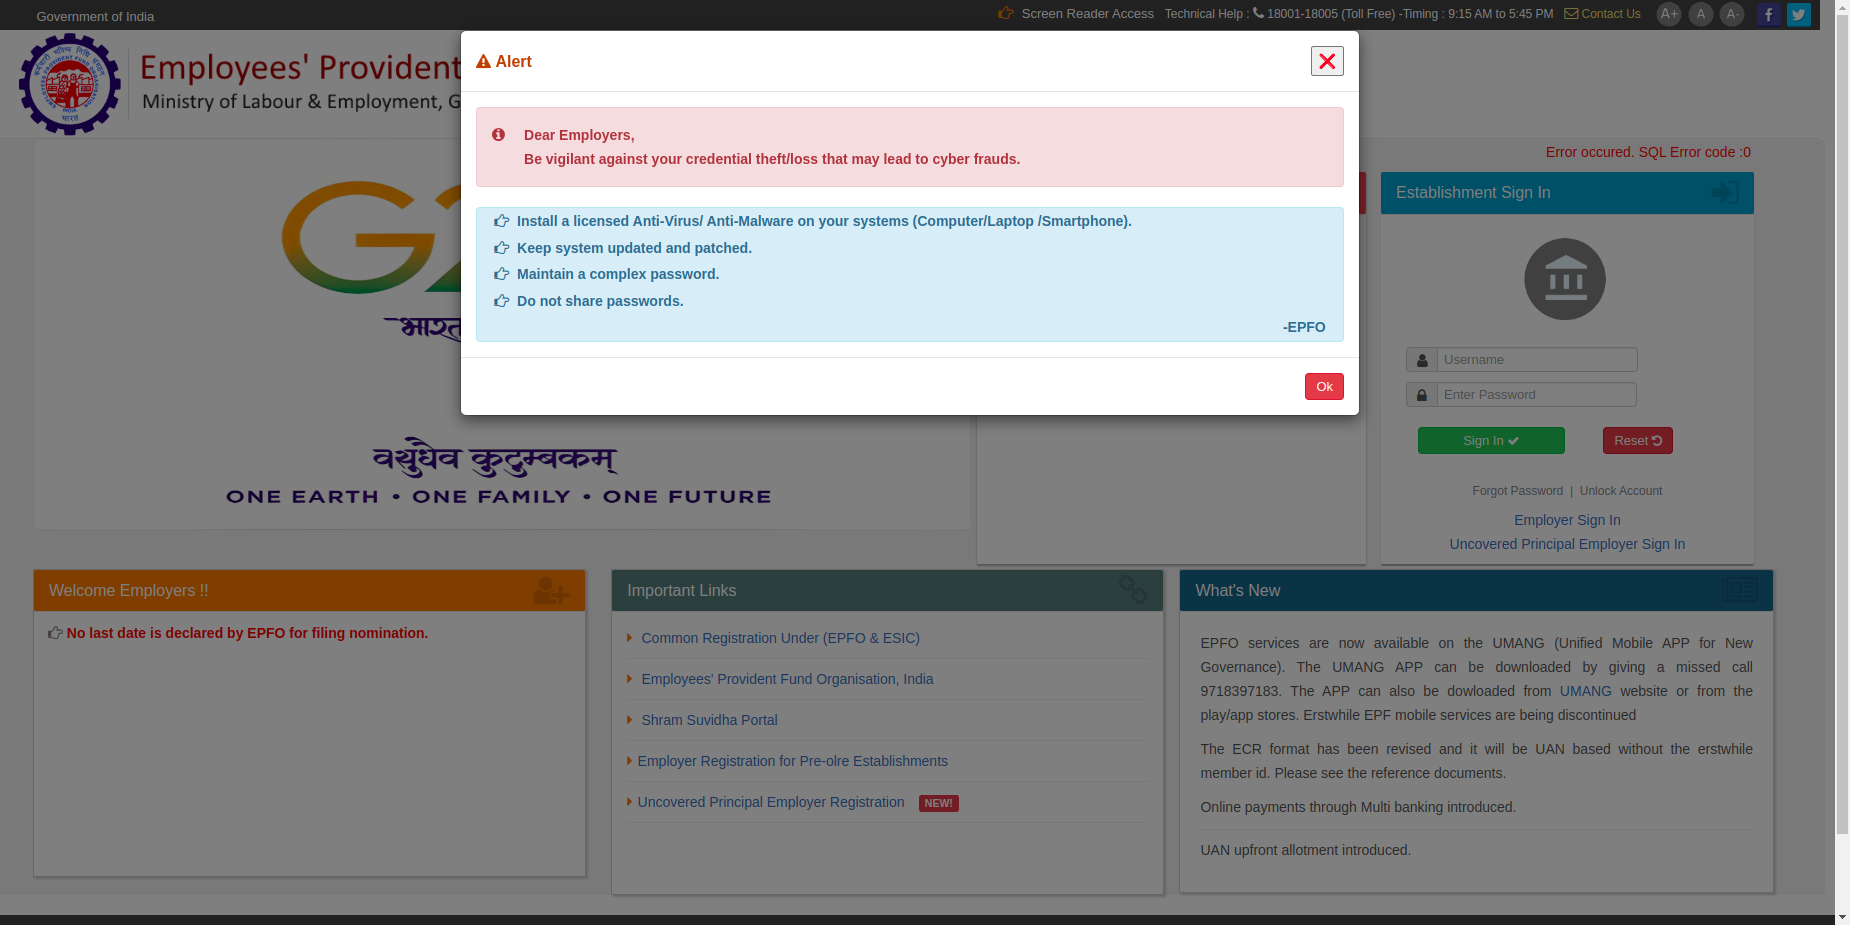 Government of India
Screen Reader Access Technical Help : 18001-18005 (Toll Free) -Timing : 9:15 AM to 5:45 PM Contact Us A+ A A-
Employees' Provident
Ministry of Labour & Employment, G
Alert
Dear Employers,
Be vigilant against your credential theft/loss that may lead to cyber frauds.
Install a licensed Anti-Virus/ Anti-Malware on your systems (Computer/Laptop /Smartphone).
Keep system updated and patched.
Maintain a complex password.
Do not share passwords.
-EPFO
Ok
G2
भारत
वसुधैव कुटुम्बकम्
ONE EARTH • ONE FAMILY • ONE FUTURE
Error occured. SQL Error code :0
Establishment Sign In
Username
Enter Password
Sign In
Reset
Forgot Password | Unlock Account
Employer Sign In
Uncovered Principal Employer Sign In
Welcome Employers !!
No last date is declared by EPFO for filing nomination.
Important Links
Common Registration Under (EPFO & ESIC)
Employees' Provident Fund Organisation, India
Shram Suvidha Portal
Employer Registration for Pre-olre Establishments
Uncovered Principal Employer Registration NEW!
What's New
EPFO services are now available on the UMANG (Unified Mobile APP for New
Governance). The UMANG APP can be downloaded by giving a missed call
9718397183. The APP can also be dowloaded from UMANG website or from the
play/app stores. Erstwhile EPF mobile services are being discontinued
The ECR format has been revised and it will be UAN based without the erstwhile
member id. Please see the reference documents.
Online payments through Multi banking introduced.
UAN upfront allotment introduced.